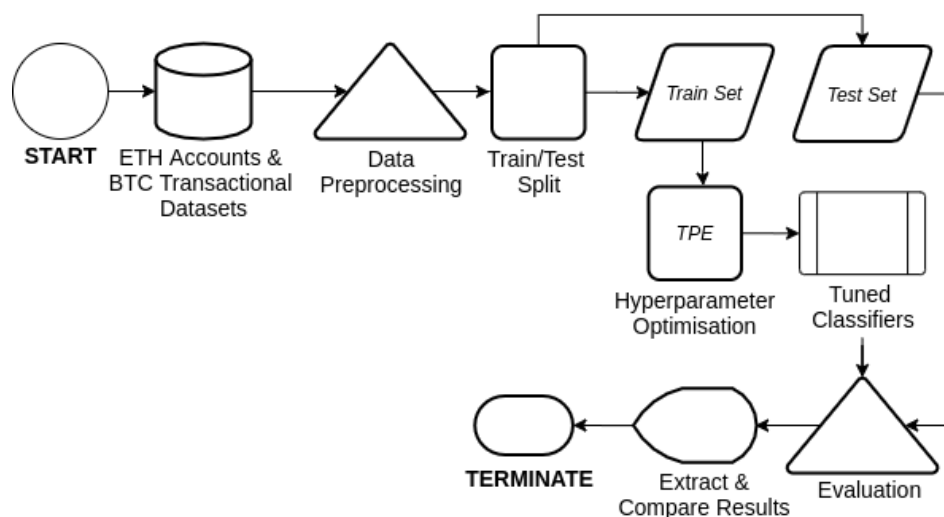 START
ETH Accounts &
BTC Transactional
Datasets
Data
Preprocessing
Train/Test
Split
Train Set
Test Set
TPE
Hyperparameter
Optimisation
Tuned
Classifiers
Evaluation
Extract &
Compare Results
TERMINATE